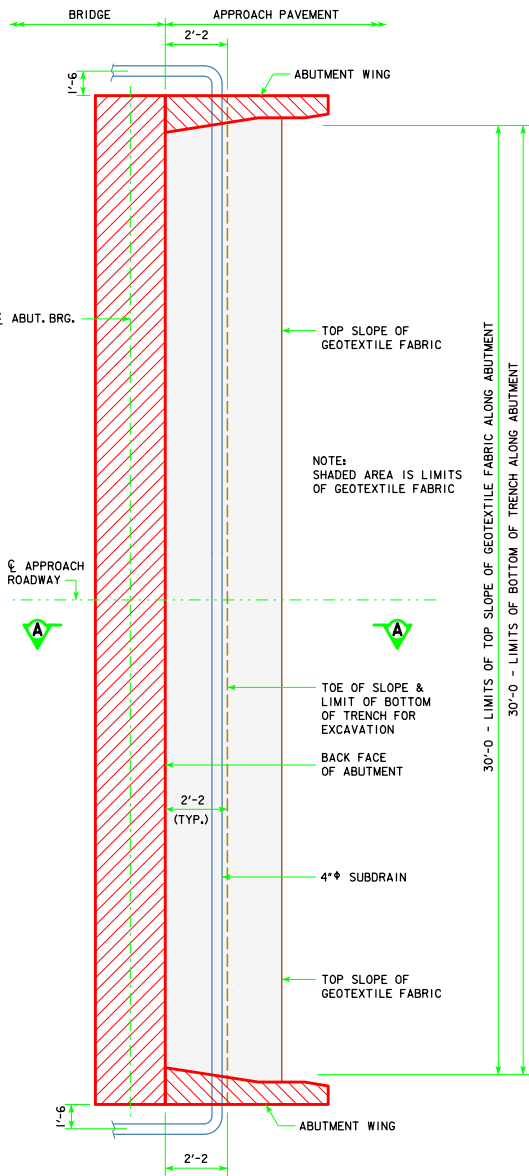 BRIDGE
APPROACH PAVEMENT
2'-2
1'-6
ABUTMENT WING
℄ ABUT. BRG.
TOP SLOPE OF
GEOTEXTILE FABRIC
NOTE:
SHADED AREA IS LIMITS
OF GEOTEXTILE FABRIC
30'-0 - LIMITS OF TOP SLOPE OF GEOTEXTILE FABRIC ALONG ABUTMENT
30'-0 - LIMITS OF BOTTOM OF TRENCH ALONG ABUTMENT
℄ APPROACH
ROADWAY
A
A
TOE OF SLOPE &
LIMIT OF BOTTOM
OF TRENCH FOR
EXCAVATION
BACK FACE
OF ABUTMENT
2'-2
(TYP.)
4"ϕ SUBDRAIN
TOP SLOPE OF
GEOTEXTILE FABRIC
1'-6
ABUTMENT WING
2'-2